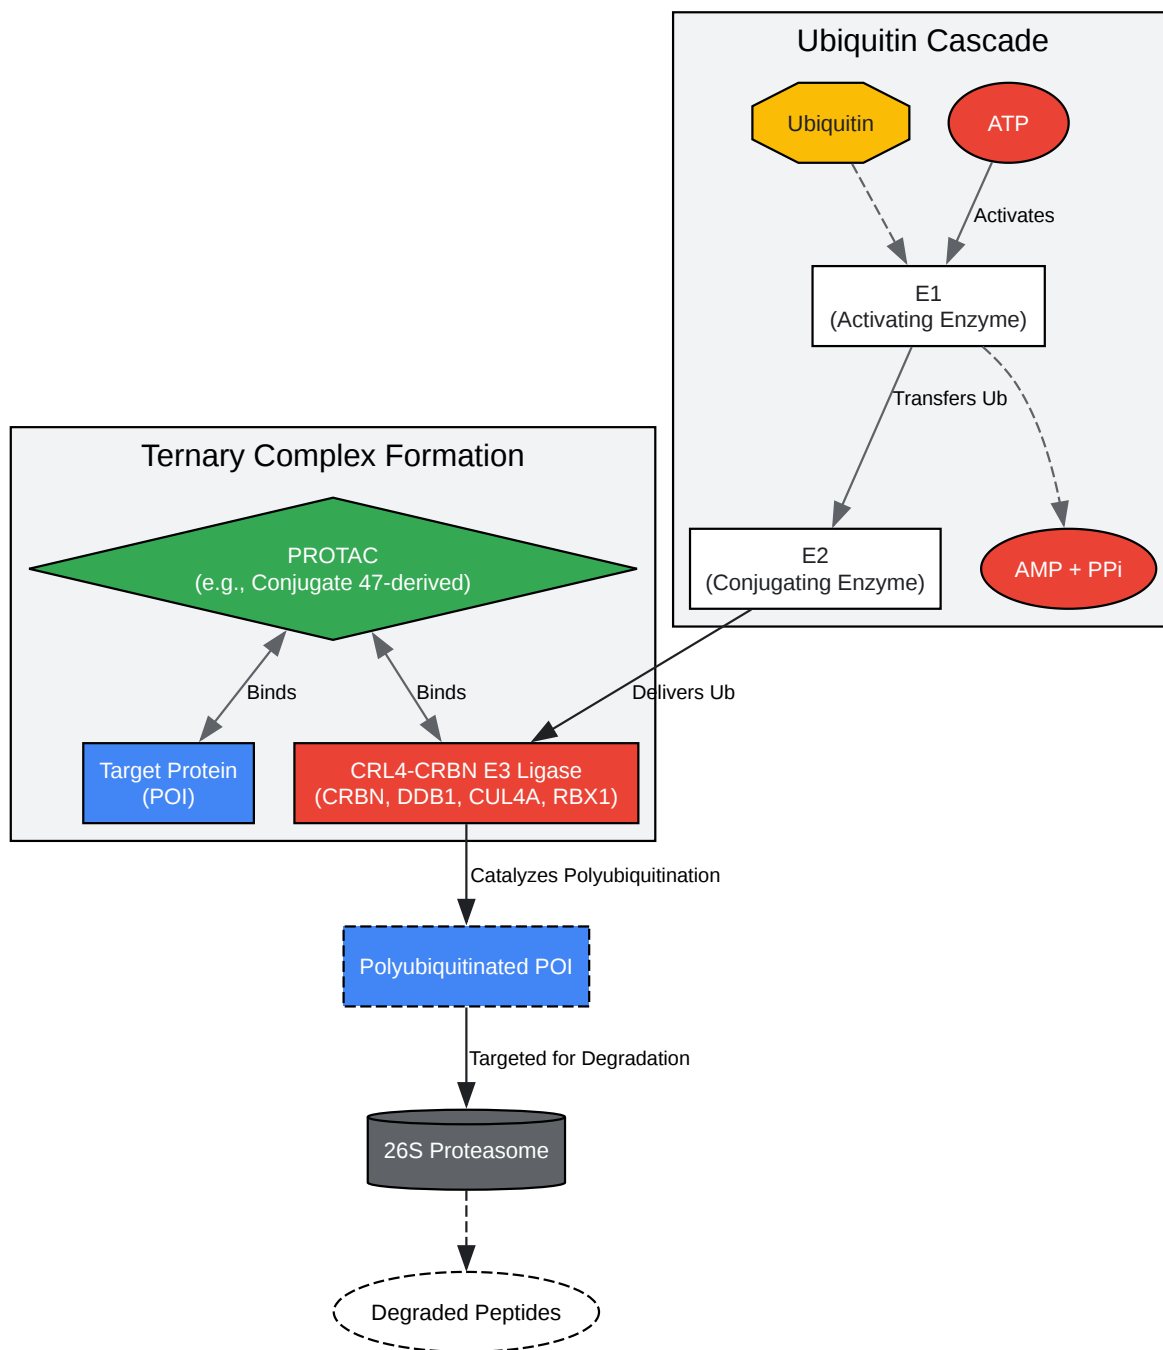 Ubiquitin Cascade
Ubiquitin
ATP
Activates
E1
(Activating Enzyme)
Transfers Ub
E2
(Conjugating Enzyme)
AMP + PPi
Ternary Complex Formation
PROTAC
(e.g., Conjugate 47-derived)
Binds
Binds
Delivers Ub
Target Protein
(POI)
CRL4-CRBN E3 Ligase
(CRBN, DDB1, CUL4A, RBX1)
Catalyzes Polyubiquitination
Polyubiquitinated POI
Targeted for Degradation
26S Proteasome
Degraded Peptides